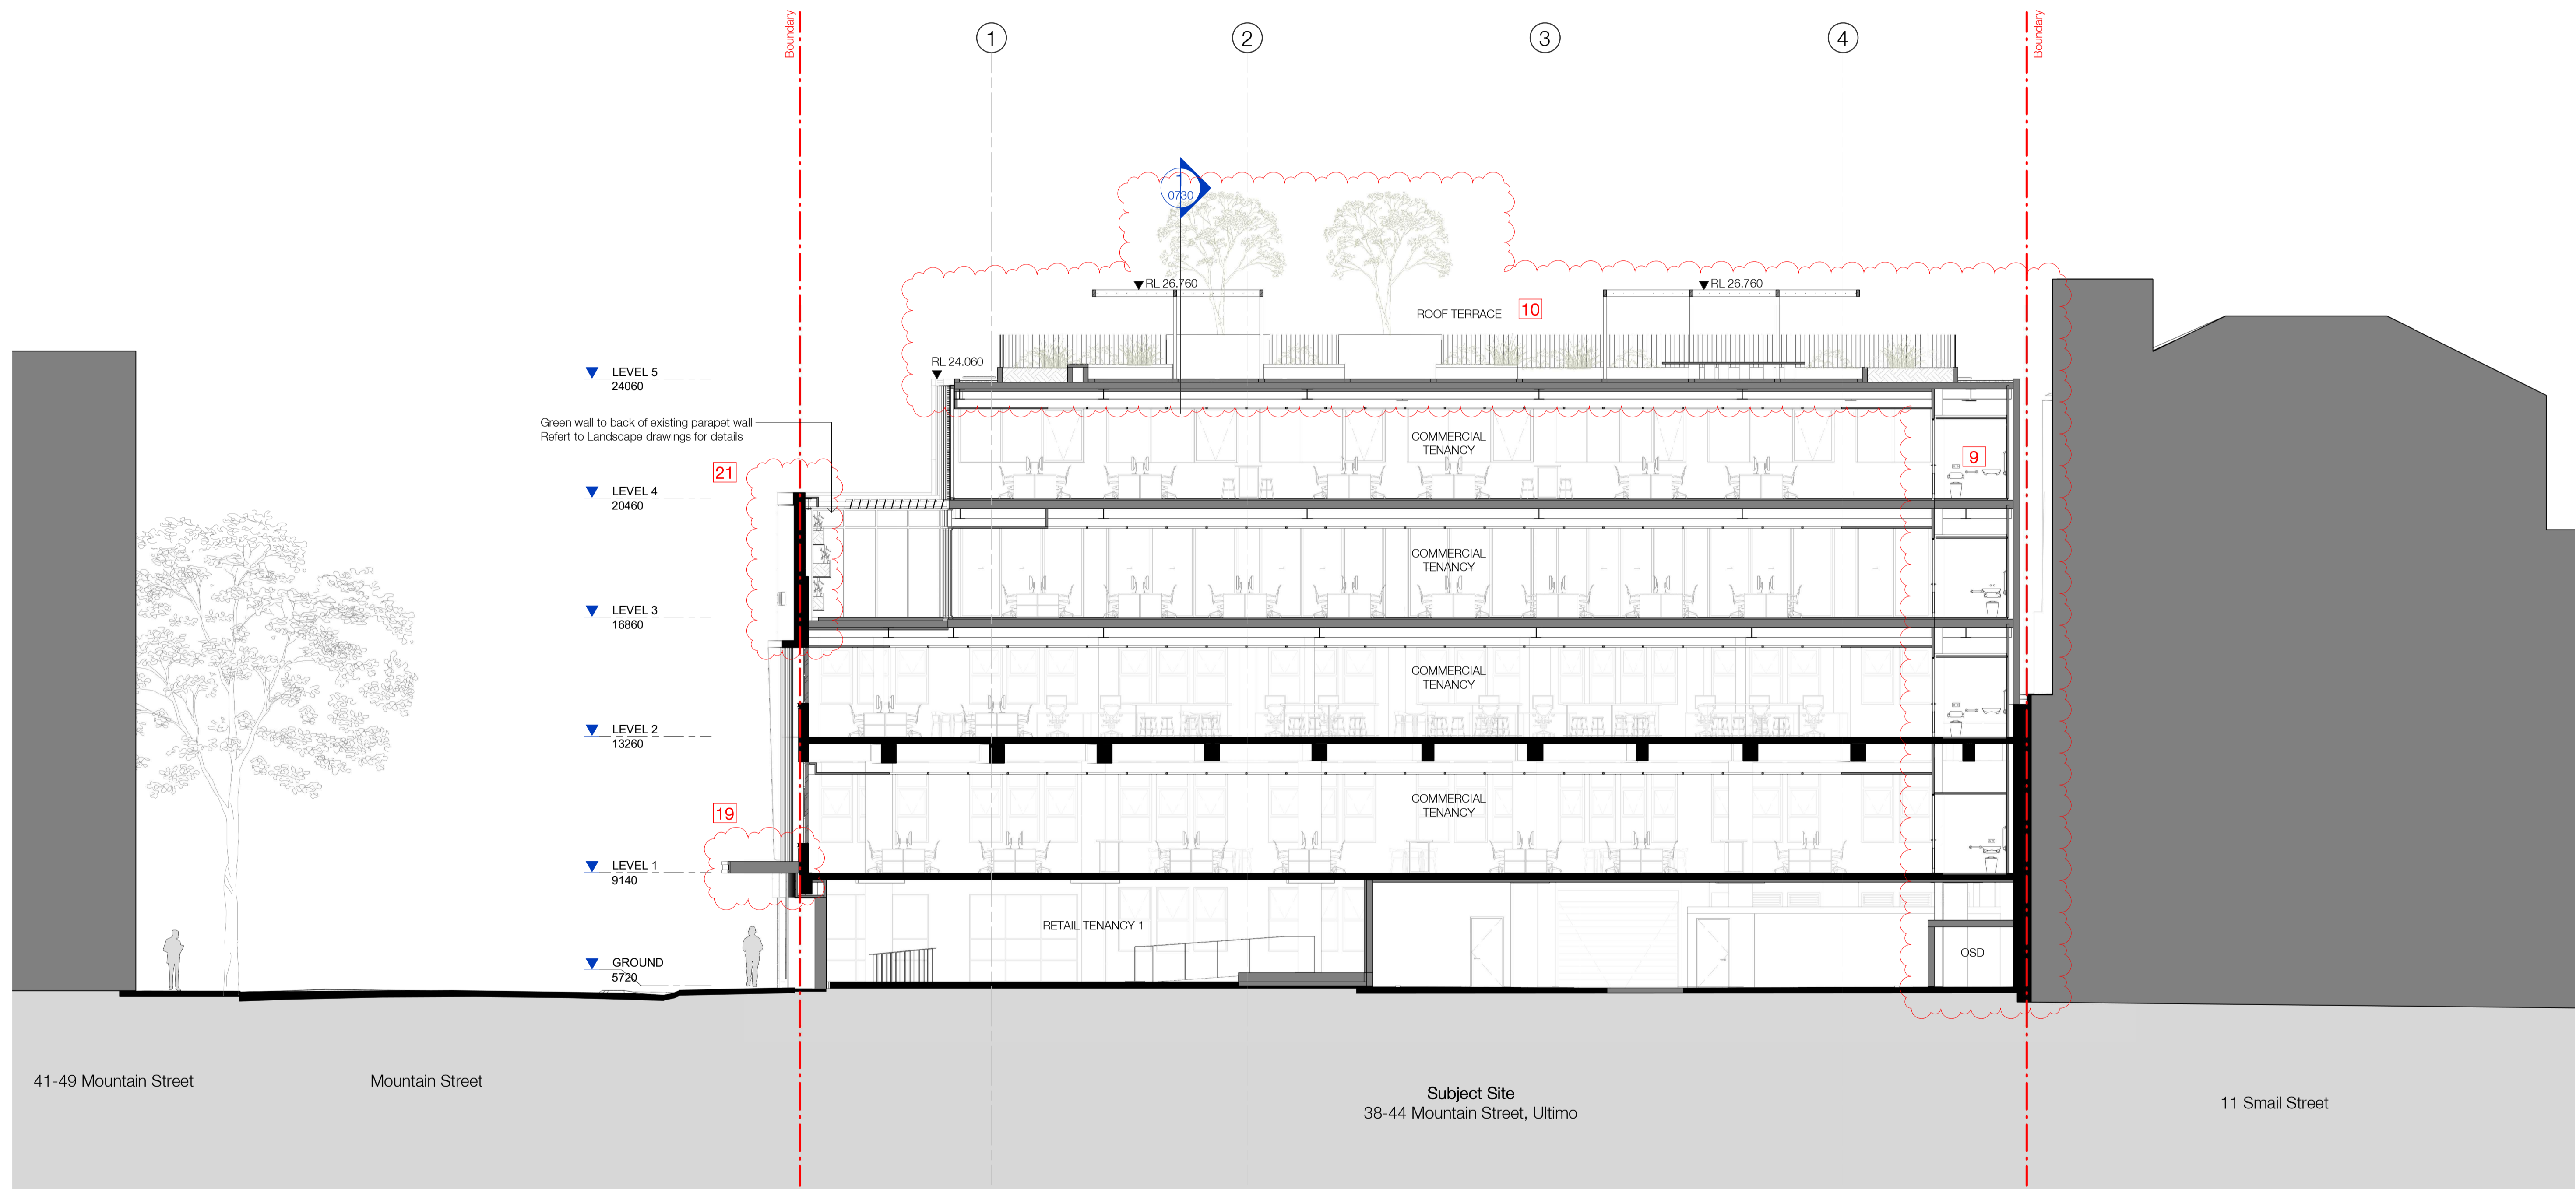 Boundary
1
2
3
4
Boundary
1
0730
RL 26.760
RL 26.760
ROOF TERRACE
10
RL 24.060
LEVEL 5
24060
Green wall to back of existing parapet wall
Refert to Landscape drawings for details
COMMERCIAL
TENANCY
9
21
LEVEL 4
20460
COMMERCIAL
TENANCY
LEVEL 3
16860
COMMERCIAL
TENANCY
LEVEL 2
13260
COMMERCIAL
TENANCY
19
LEVEL 1
9140
RETAIL TENANCY 1
OSD
GROUND
5720
41-49 Mountain Street
Mountain Street
Subject Site
38-44 Mountain Street, Ultimo
11 Smail Street